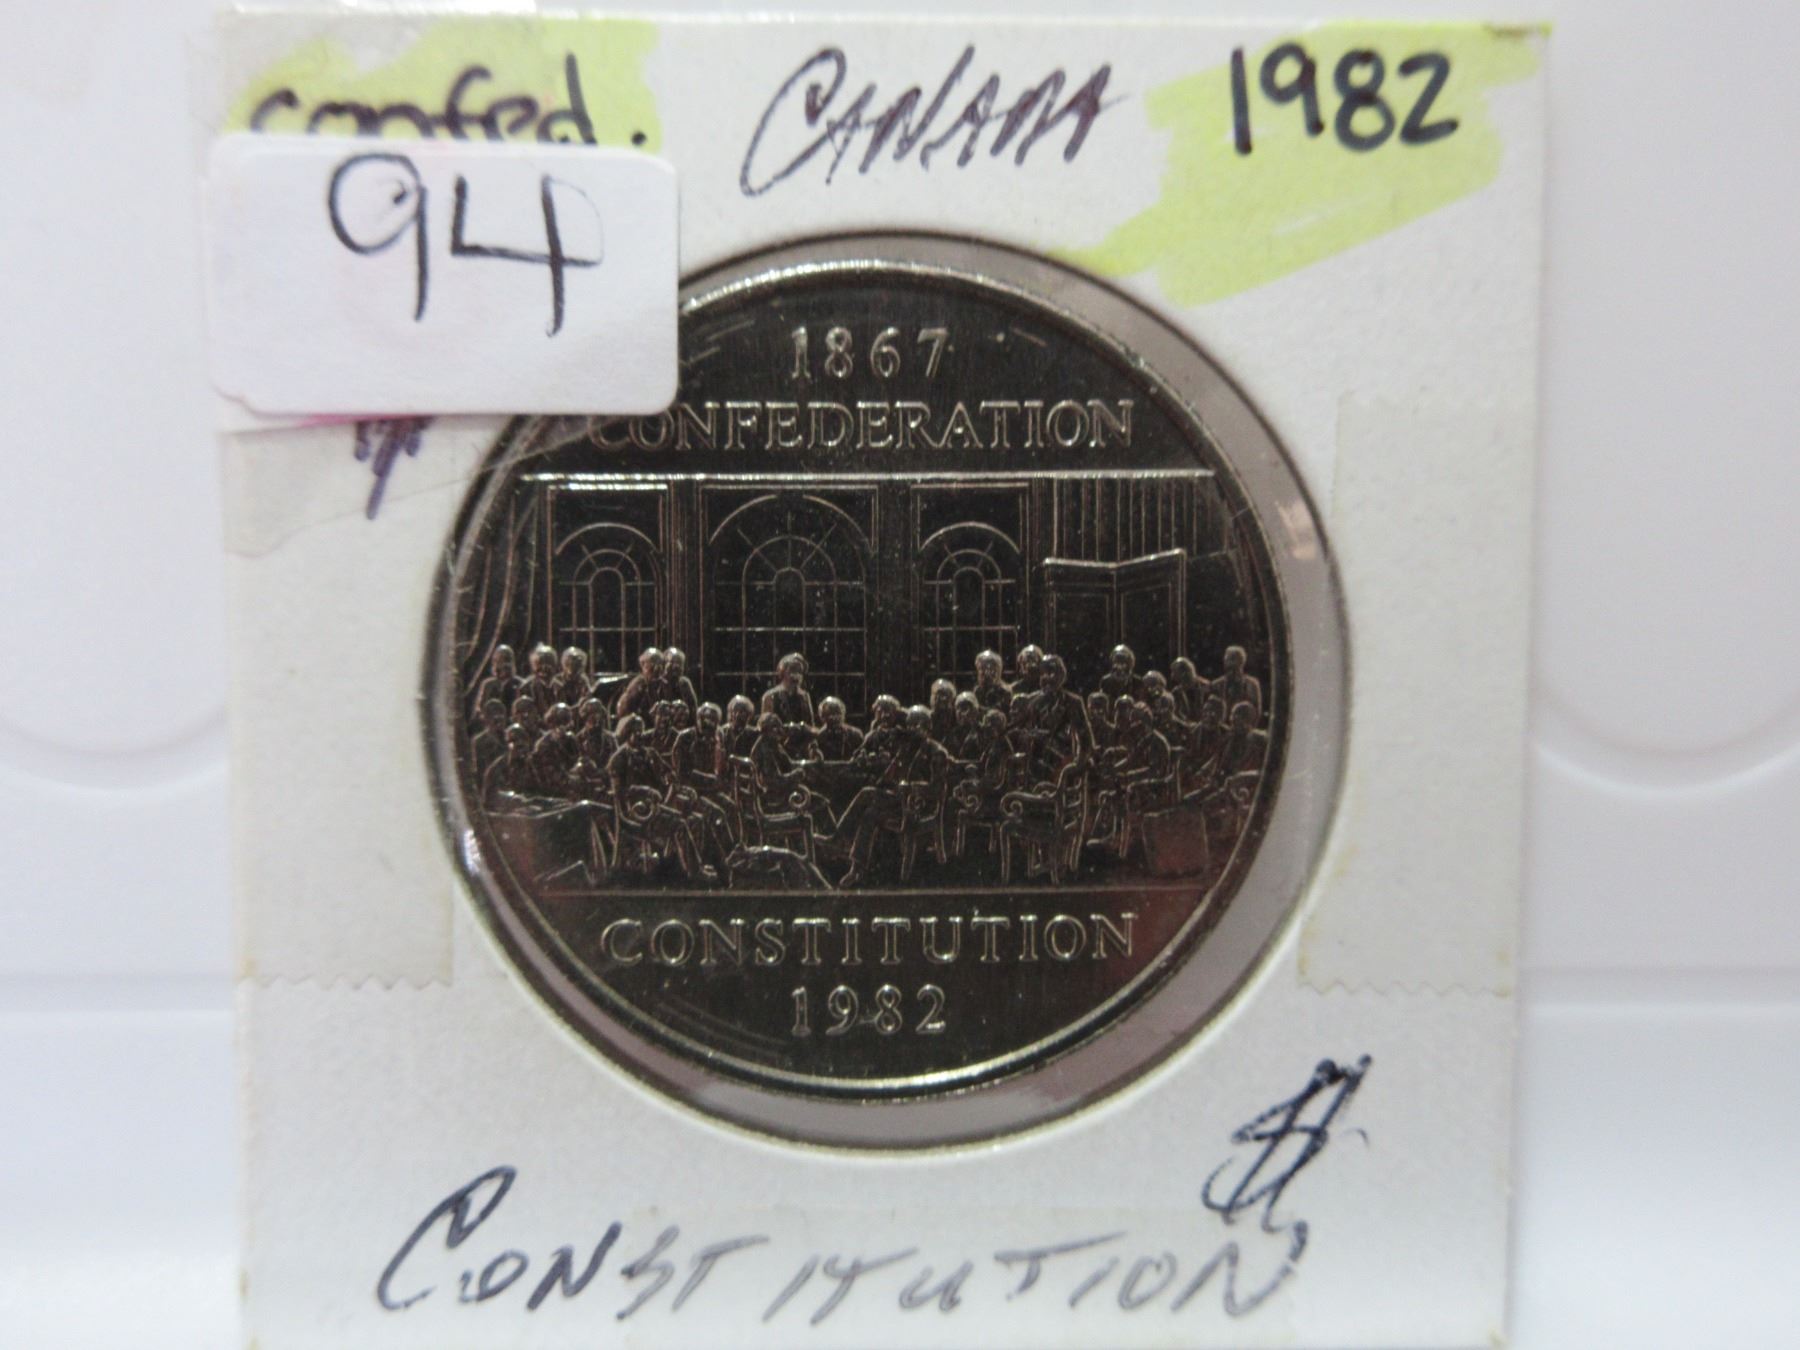 confed. CANADA 1982
94
1867
CONFEDERATION
CONSTITUTION
1982
CONSTITUTION